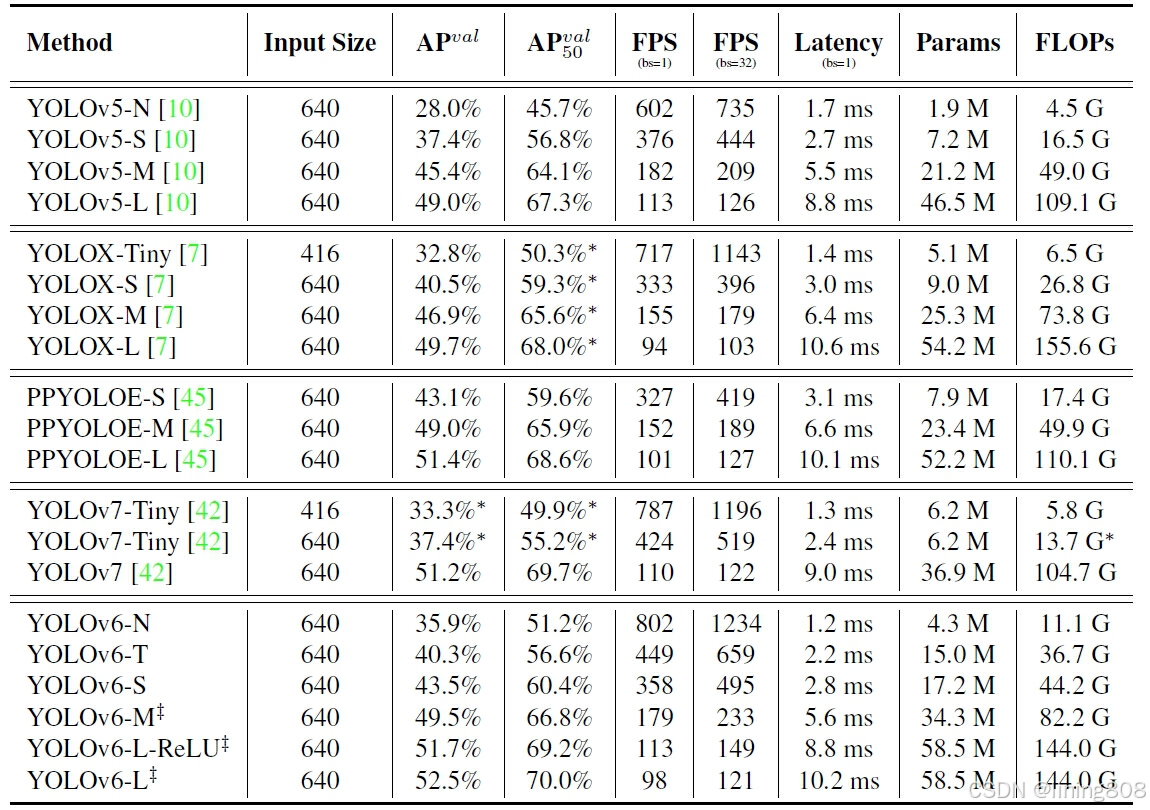 Method Input Size AP^val AP_50^val FPS FPS Latency Params FLOPs
(bs=1) (bs=32) (bs=1)
YOLOv5-N [10] 640 28.0% 45.7% 602 735 1.7 ms 1.9 M 4.5 G
YOLOv5-S [10] 640 37.4% 56.8% 376 444 2.7 ms 7.2 M 16.5 G
YOLOv5-M [10] 640 45.4% 64.1% 182 209 5.5 ms 21.2 M 49.0 G
YOLOv5-L [10] 640 49.0% 67.3% 113 126 8.8 ms 46.5 M 109.1 G
YOLOX-Tiny [7] 416 32.8% 50.3%* 717 1143 1.4 ms 5.1 M 6.5 G
YOLOX-S [7] 640 40.5% 59.3%* 333 396 3.0 ms 9.0 M 26.8 G
YOLOX-M [7] 640 46.9% 65.6%* 155 179 6.4 ms 25.3 M 73.8 G
YOLOX-L [7] 640 49.7% 68.0%* 94 103 10.6 ms 54.2 M 155.6 G
PPYOLOE-S [45] 640 43.1% 59.6% 327 419 3.1 ms 7.9 M 17.4 G
PPYOLOE-M [45] 640 49.0% 65.9% 152 189 6.6 ms 23.4 M 49.9 G
PPYOLOE-L [45] 640 51.4% 68.6% 101 127 10.1 ms 52.2 M 110.1 G
YOLOv7-Tiny [42] 416 33.3%* 49.9%* 787 1196 1.3 ms 6.2 M 5.8 G
YOLOv7-Tiny [42] 640 37.4%* 55.2%* 424 519 2.4 ms 6.2 M 13.7 G*
YOLOv7 [42] 640 51.2% 69.7% 110 122 9.0 ms 36.9 M 104.7 G
YOLOv6-N 640 35.9% 51.2% 802 1234 1.2 ms 4.3 M 11.1 G
YOLOv6-T 640 40.3% 56.6% 449 659 2.2 ms 15.0 M 36.7 G
YOLOv6-S 640 43.5% 60.4% 358 495 2.8 ms 17.2 M 44.2 G
YOLOv6-M‡ 640 49.5% 66.8% 179 233 5.6 ms 34.3 M 82.2 G
YOLOv6-L-ReLU‡ 640 51.7% 69.2% 113 149 8.8 ms 58.5 M 144.0 G
YOLOv6-L‡ 640 52.5% 70.0% 98 121 10.2 ms 58.5 M 144.0 G
CSDN @lining808